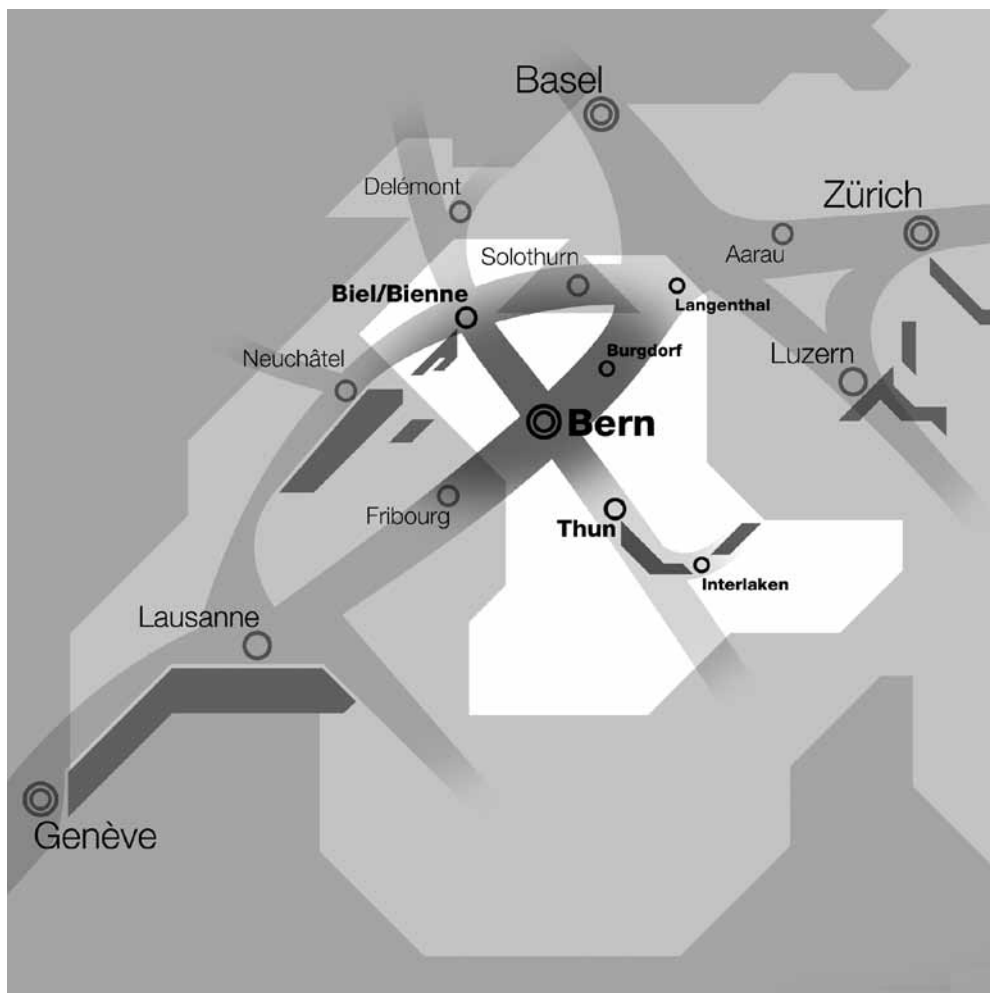 Basel
Delémont
Zürich
Solothurn
Aarau
Biel/Bienne
Langenthal
Neuchâtel
Burgdorf
Luzern
Bern
Fribourg
Thun
Interlaken
Lausanne
Genève